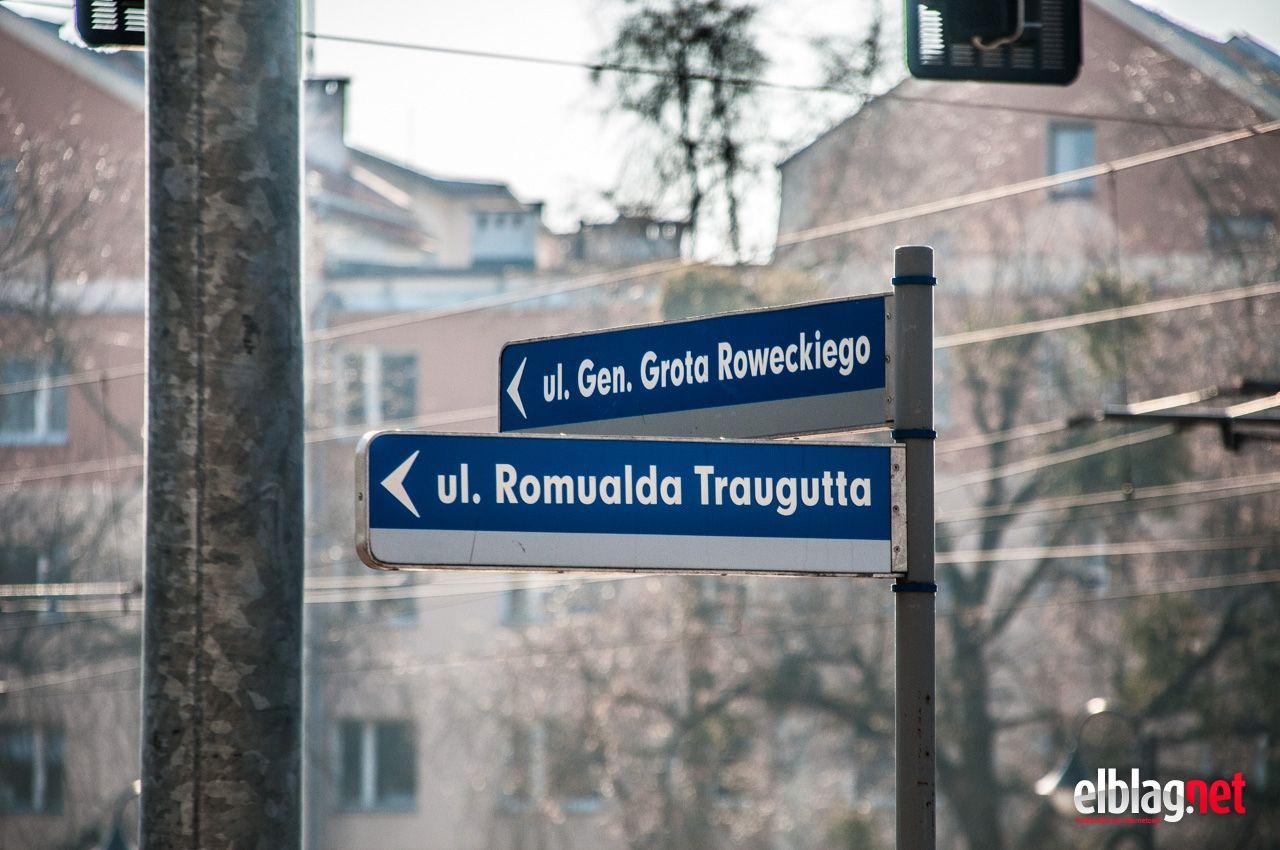 ul. Gen. Grota Roweckiego
ul. Romualda Traugutta
elblag.net